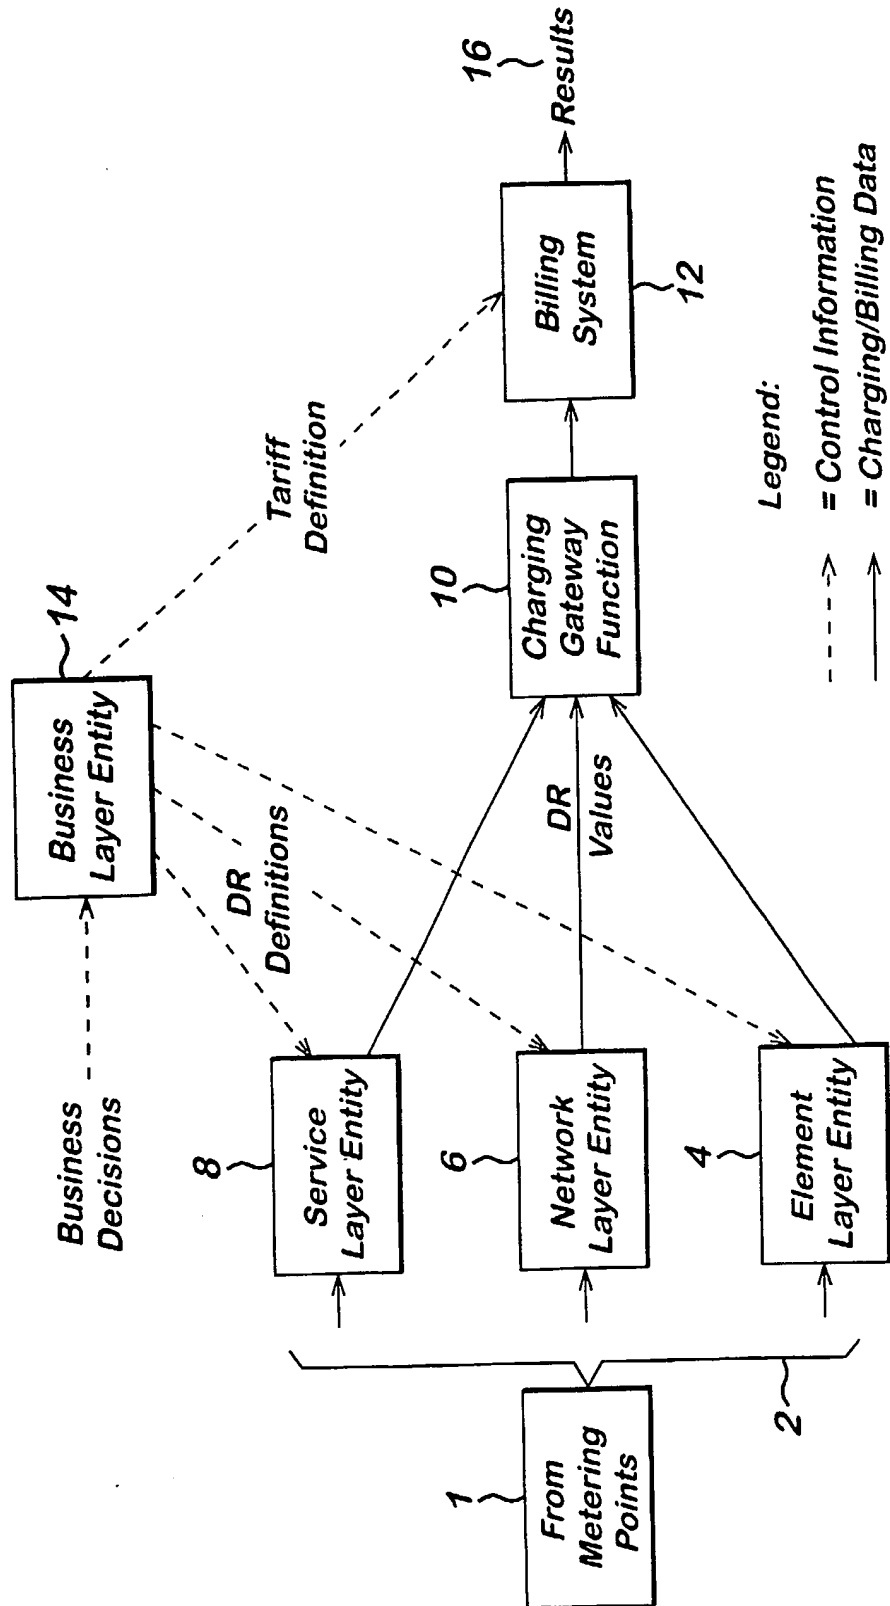 Business
Decisions
Business
Layer Entity
14
DR
Definitions
Tariff
Definition
8
Service
Layer Entity
6
Network
Layer Entity
4
Element
Layer Entity
1
From
Metering
Points
2
DR
Values
10
Charging
Gateway
Function
Billing
System
12
16
Results
Legend:
= Control Information
= Charging/Billing Data